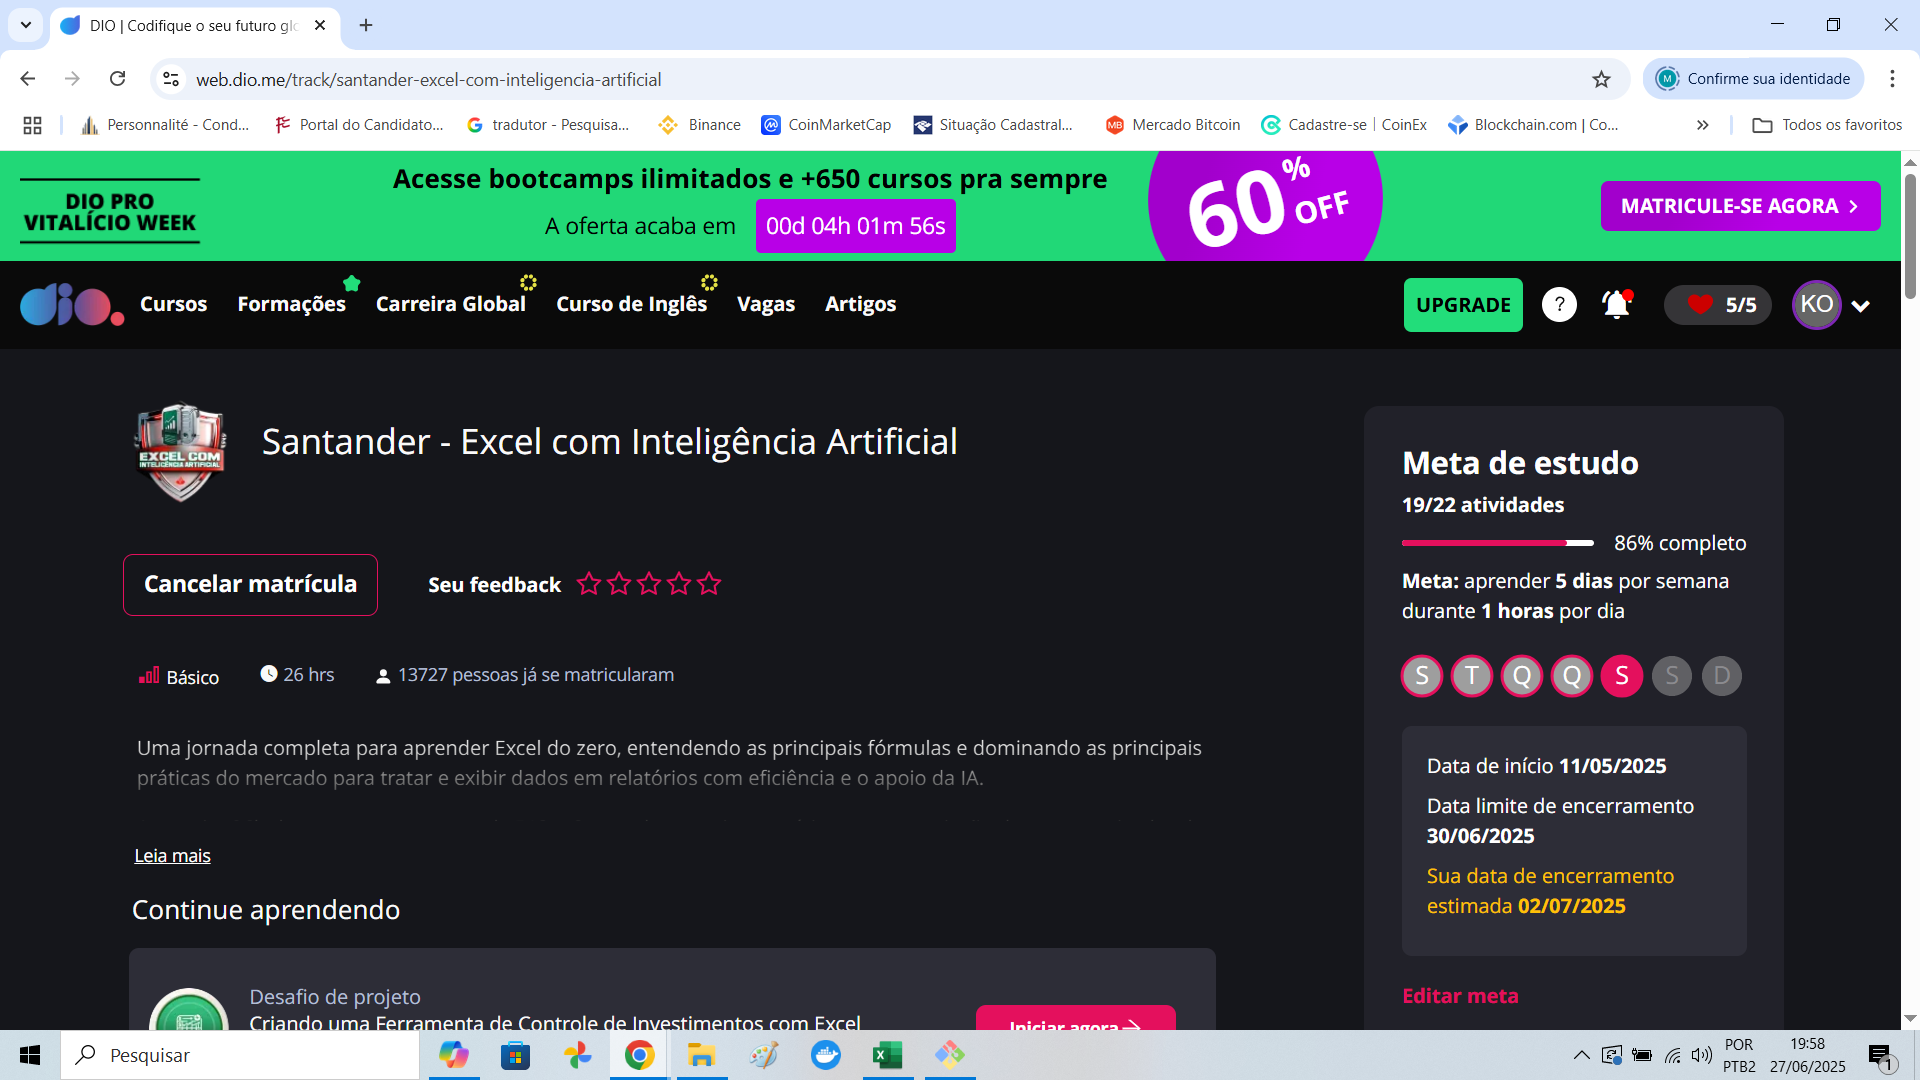 DIO | Codifique o seu futuro glo
web.dio.me/track/santander-excel-com-inteligencia-artificial
M
Confirme sua identidade
Personnalité - Cond...
Portal do Candidato...
tradutor - Pesquisa...
Binance
CoinMarketCap
Situação Cadastral...
MB
Mercado Bitcoin
Cadastre-se | CoinEx
Blockchain.com | Co...
Todos os favoritos
DIO PRO
VITALÍCIO WEEK
Acesse bootcamps ilimitados e +650 cursos pra sempre
A oferta acaba em 00d 04h 01m 56s
60% OFF
MATRICULE-SE AGORA
dio.
Cursos
Formações
Carreira Global
Curso de Inglês
Vagas
Artigos
UPGRADE
?
5/5
KO
EXCEL COM
INTELIGÊNCIA ARTIFICIAL
Santander - Excel com Inteligência Artificial
Cancelar matrícula
Seu feedback
Básico
26 hrs
13727 pessoas já se matricularam
Uma jornada completa para aprender Excel do zero, entendendo as principais fórmulas e dominando as principais
práticas do mercado para tratar e exibir dados em relatórios com eficiência e o apoio da IA.
Leia mais
Continue aprendendo
Desafio de projeto
Criando uma Ferramenta de Controle de Investimentos com Excel
Iniciar agora
Meta de estudo
19/22 atividades
86% completo
Meta: aprender 5 dias por semana
durante 1 horas por dia
S T Q Q S S D
Data de início 11/05/2025
Data limite de encerramento
30/06/2025
Sua data de encerramento
estimada 02/07/2025
Editar meta
Pesquisar
POR
PTB2
19:58
27/06/2025
1